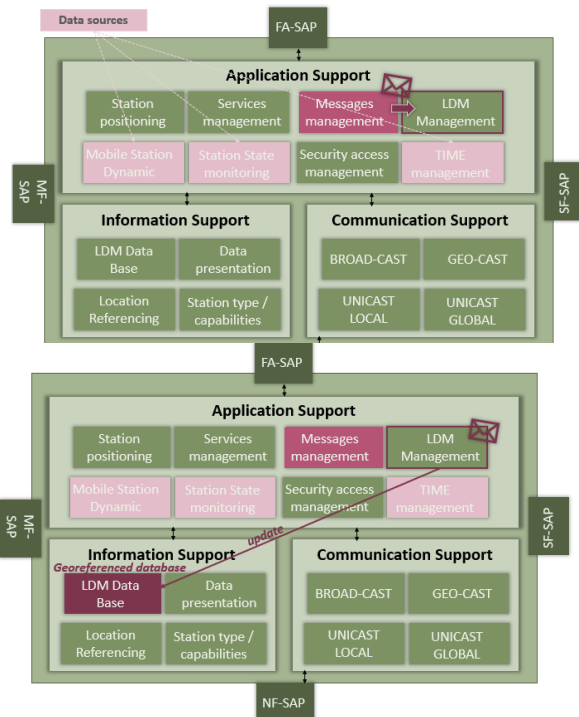 Data sources
FA-SAP
Application Support
Station
positioning
Services
management
Messages
management
LDM
Management
Mobile Station
Dynamic
Station State
monitoring
Security access
management
TIME
management
MF-
SAP
SF-SAP
Information Support
LDM Data
Base
Data
presentation
Location
Referencing
Station type /
capabilities
Communication Support
BROAD-CAST
GEO-CAST
UNICAST
LOCAL
UNICAST
GLOBAL
FA-SAP
Application Support
Station
positioning
Services
management
Messages
management
LDM
Management
Mobile Station
Dynamic
Station State
monitoring
Security access
management
TIME
management
MF-
SAP
SF-SAP
update
Information Support
Georeferenced database
LDM Data
Base
Data
presentation
Location
Referencing
Station type /
capabilities
Communication Support
BROAD-CAST
GEO-CAST
UNICAST
LOCAL
UNICAST
GLOBAL
NF-SAP